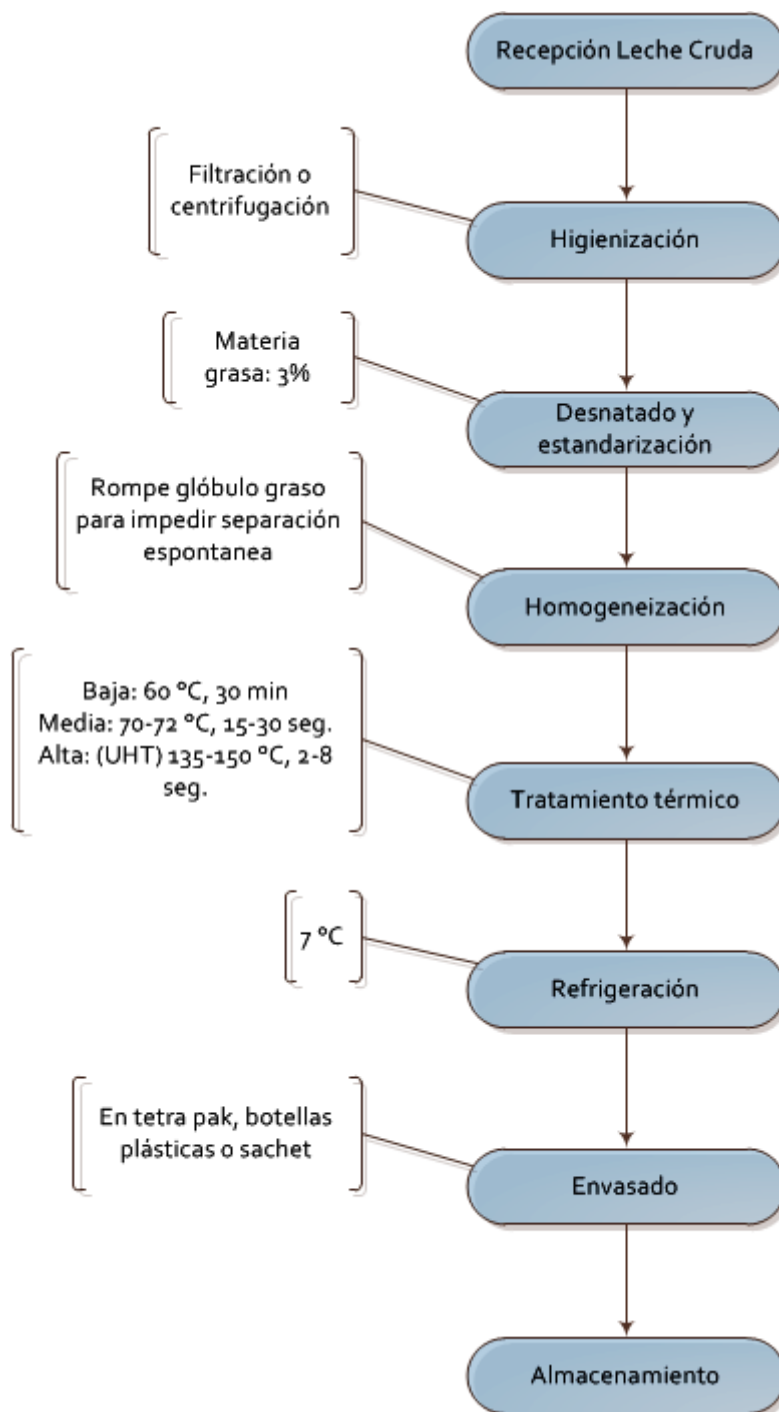 Recepción Leche Cruda
Filtración o
centrifugación
Higienización
Materia
grasa: 3%
Desnatado y
estandarización
Rompe glóbulo graso
para impedir separación
espontanea
Homogeneización
Baja: 60 °C, 30 min
Media: 70-72 °C, 15-30 seg.
Alta: (UHT) 135-150 °C, 2-8
seg.
Tratamiento térmico
7 °C
Refrigeración
En tetra pak, botellas
plásticas o sachet
Envasado
Almacenamiento